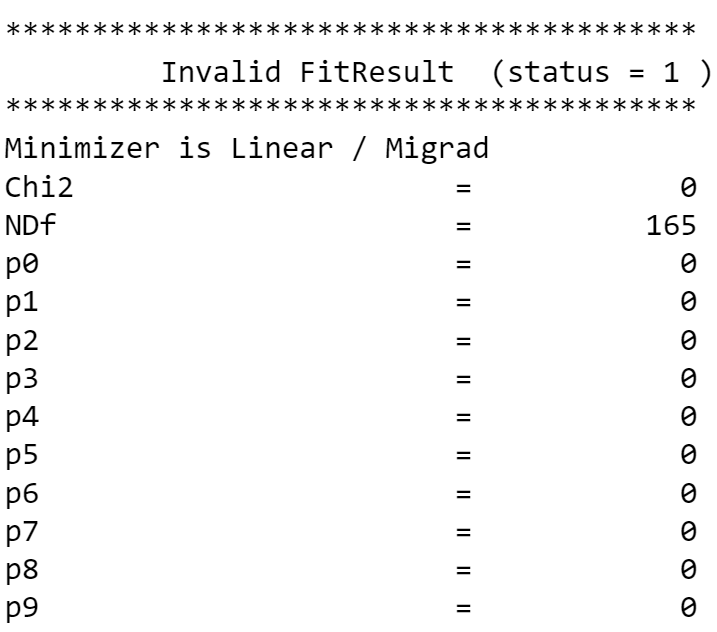 ****************************************
Invalid FitResult (status = 1 )
****************************************
Minimizer is Linear / Migrad
Chi2 = 0
NDf = 165
p0 = 0
p1 = 0
p2 = 0
p3 = 0
p4 = 0
p5 = 0
p6 = 0
p7 = 0
p8 = 0
p9 = 0